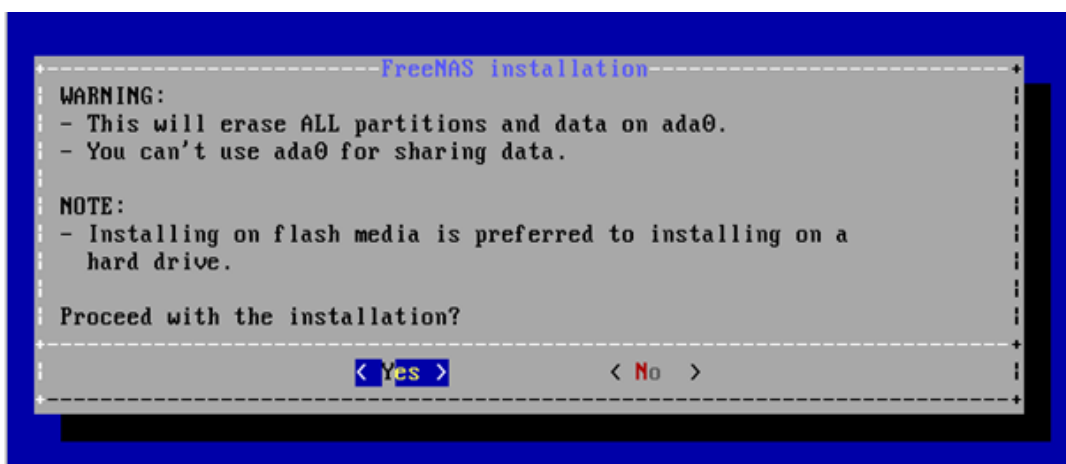 FreeNAS installation
WARNING:
- This will erase ALL partitions and data on ada0.
- You can't use ada0 for sharing data.
NOTE:
- Installing on flash media is preferred to installing on a
hard drive.
Proceed with the installation?
< Yes > < No >